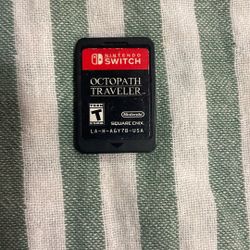 NINTENDO
SWITCH
OCTOPATH
TRAVELER
T
Nintendo
SQUARE ENIX
LA-H-AGY7B-USA